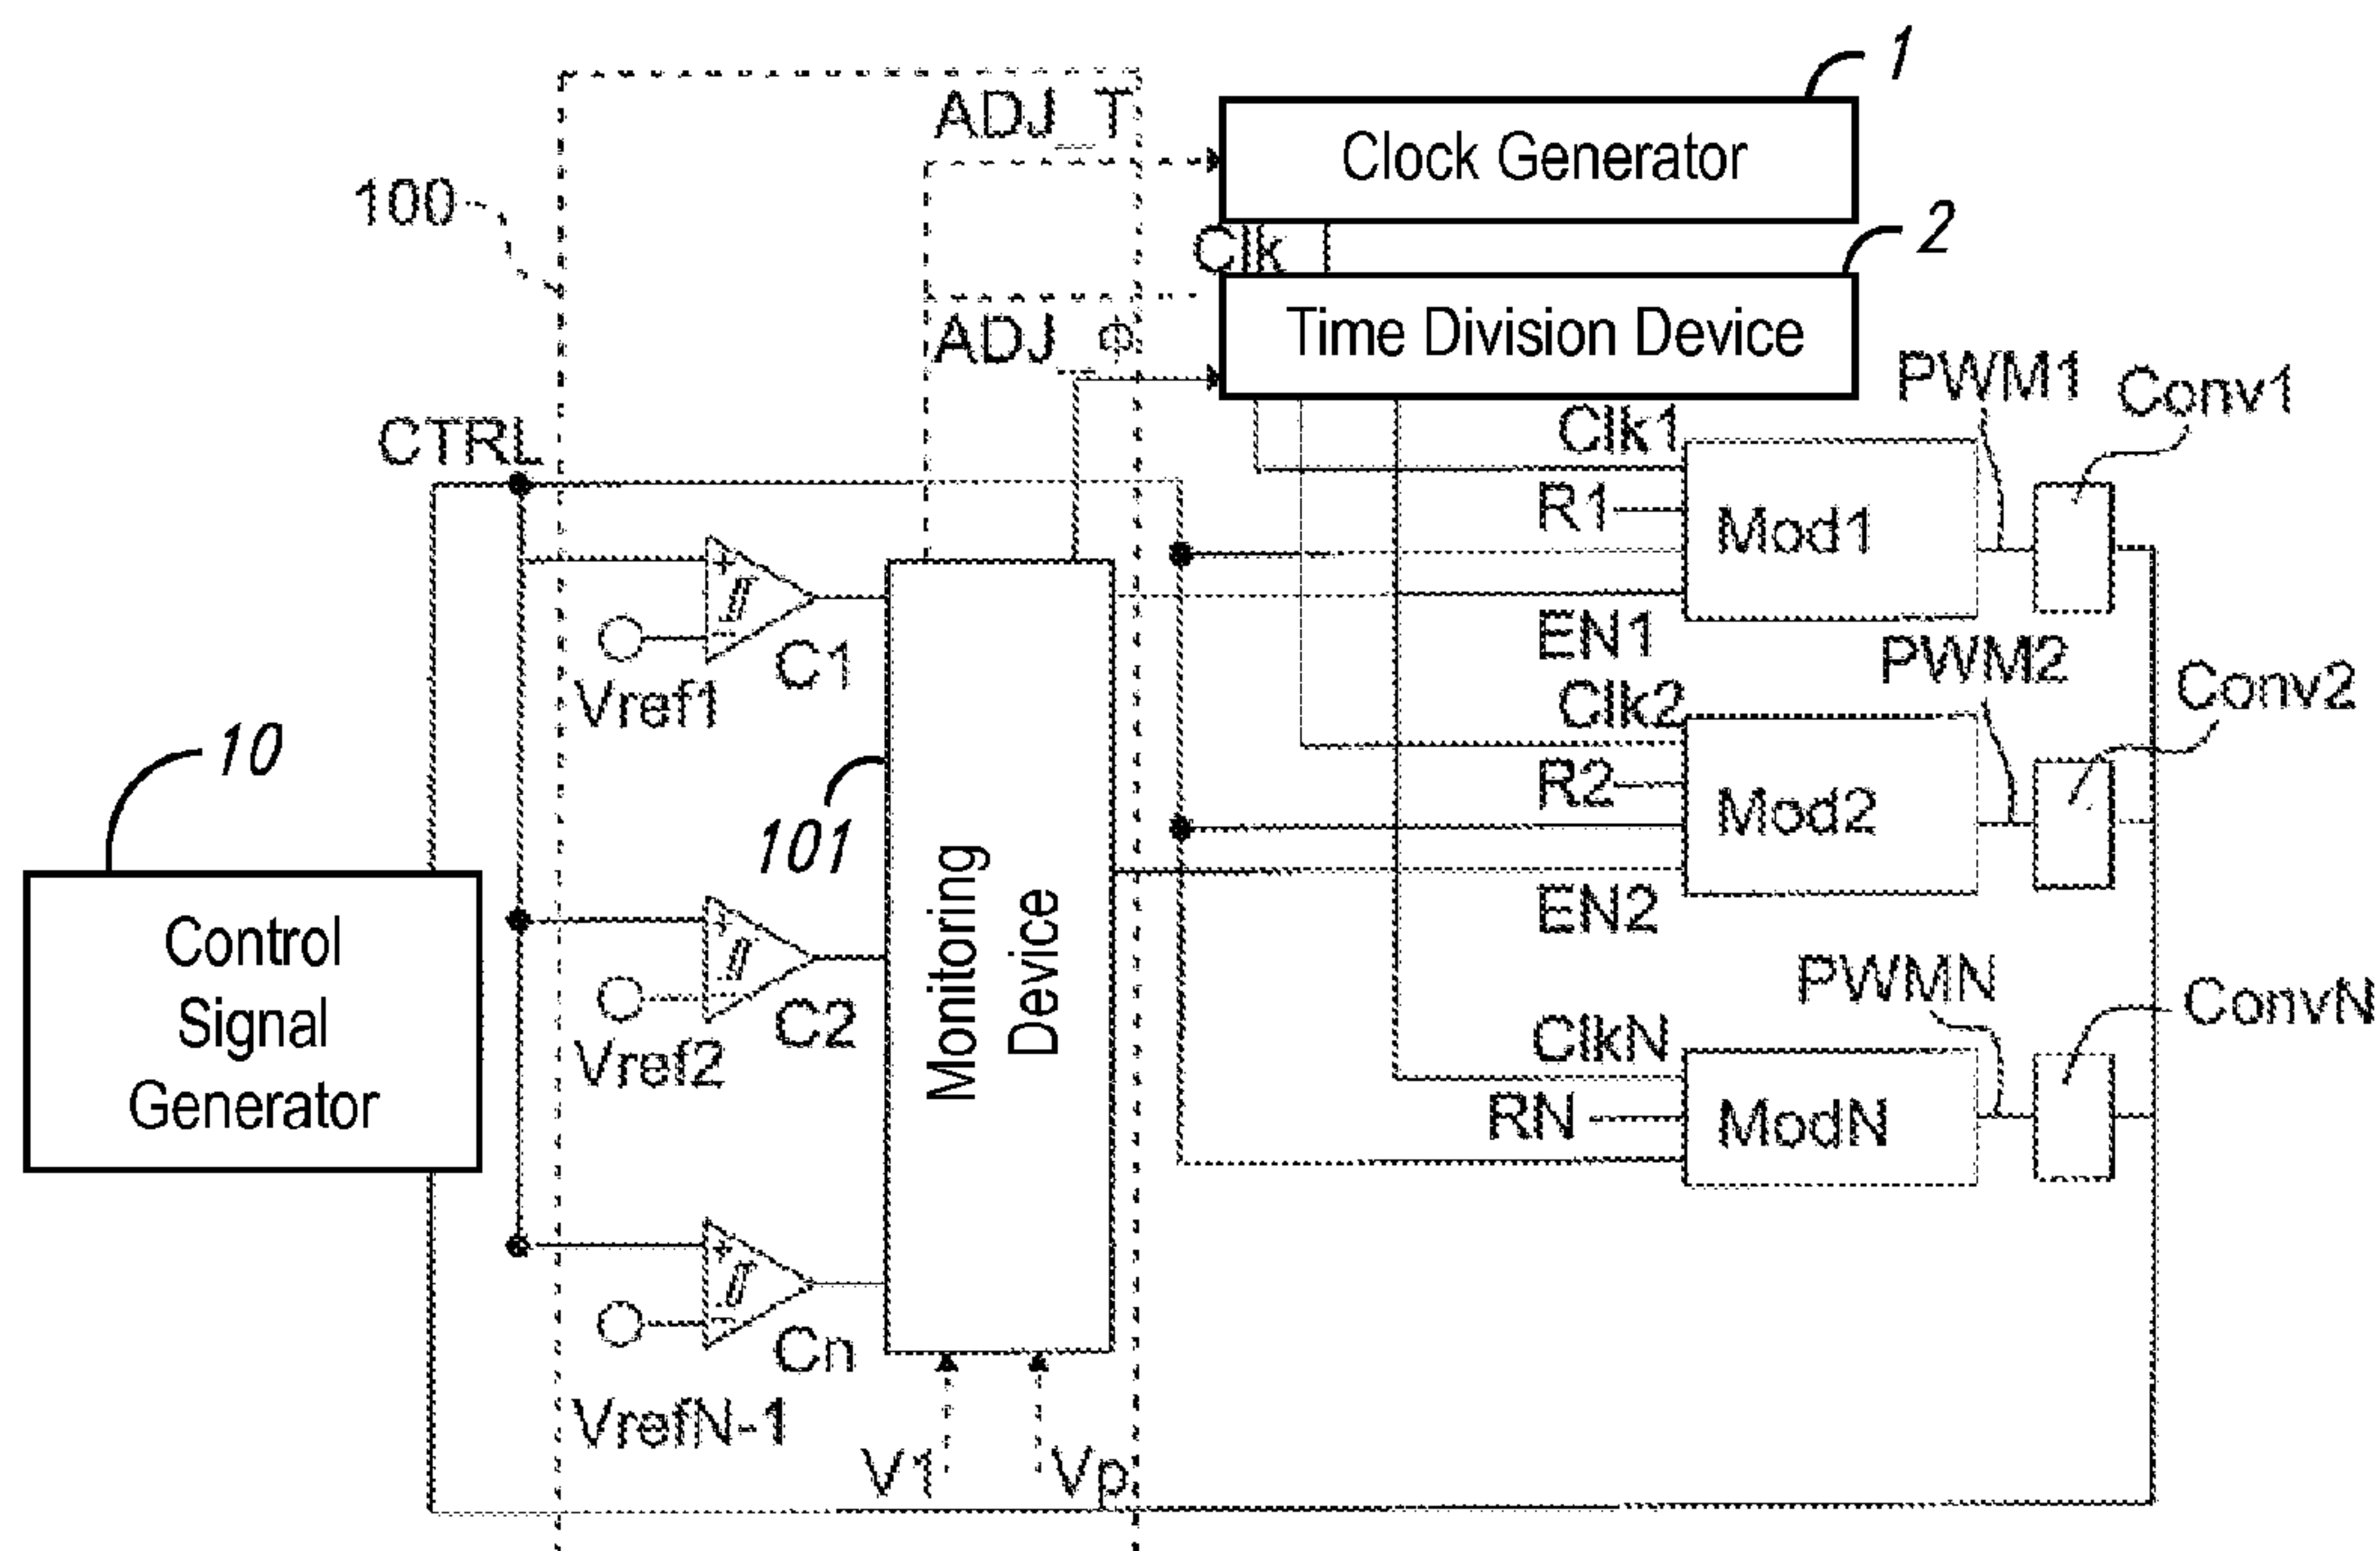 1
ADJ_T
Clock Generator
100
2
Clk
ADJ_Φ
Time Division Device
PWM1
Conv1
CTRL
Clk1
R1
Mod1
+
-
C1
EN1
PWM2
Vref1
Clk2
Conv2
10
R2
Mod2
101
Monitoring
Device
+
-
EN2
Control
Signal
Generator
C2
PWMN
ConvN
Vref2
ClkN
RN
ModN
+
-
Cn
VrefN-1
V1
Vp